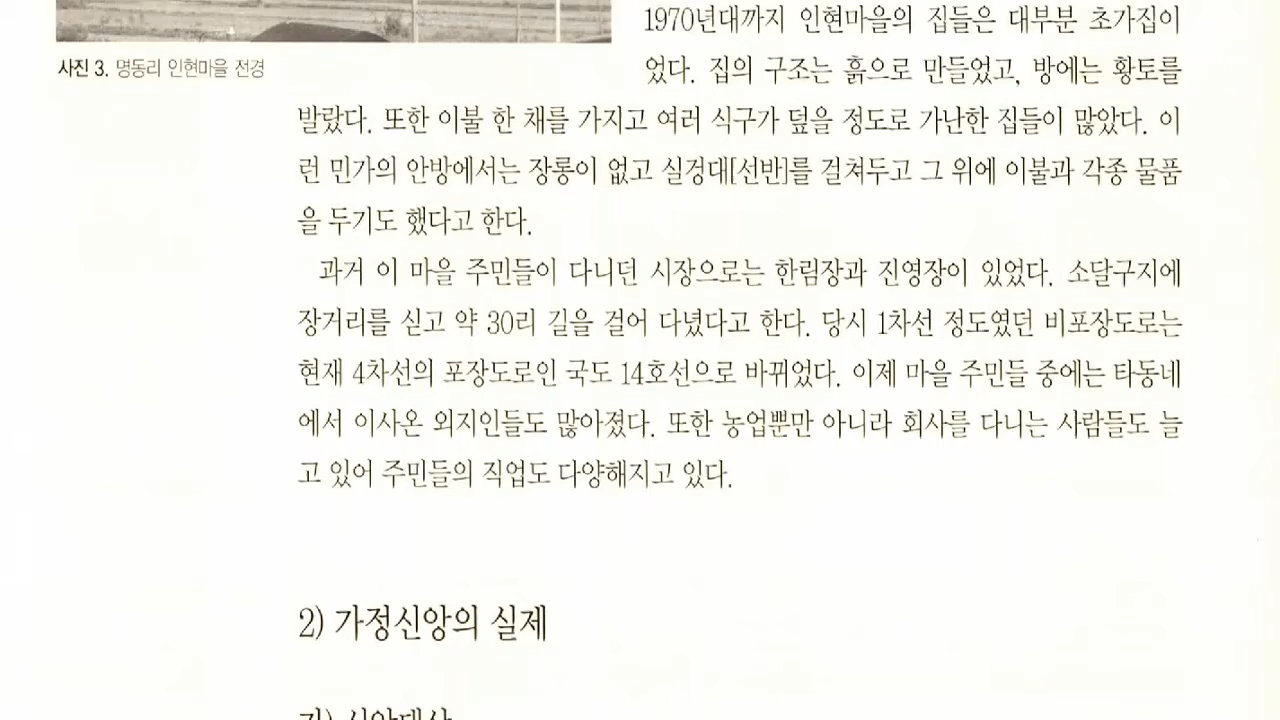 1970년대까지 인현마을의 집들은 대부분 초가집이
사진 3. 명동리 인현마을 전경
었다. 집의 구조는 흙으로 만들었고, 방에는 황토를
발랐다. 또한 이불 한 채를 가지고 여러 식구가 덮을 정도로 가난한 집들이 많았다. 이
런 민가의 안방에서는 장롱이 없고 실겅대[선반]를 걸쳐두고 그 위에 이불과 각종 물품
을 두기도 했다고 한다.
과거 이 마을 주민들이 다니던 시장으로는 한림장과 진영장이 있었다. 소달구지에
장거리를 싣고 약 30리 길을 걸어 다녔다고 한다. 당시 1차선 정도였던 비포장도로는
현재 4차선의 포장도로인 국도 14호선으로 바뀌었다. 이제 마을 주민들 중에는 타동네
에서 이사온 외지인들도 많아졌다. 또한 농업뿐만 아니라 회사를 다니는 사람들도 늘
고 있어 주민들의 직업도 다양해지고 있다.
2) 가정신앙의 실제